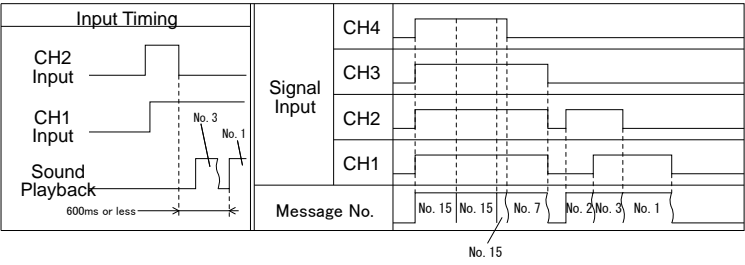 Input Timing
CH2
Input
CH1
Input
No. 3
No. 1
Sound
Playback
600ms or less
Signal
Input
CH4
CH3
CH2
CH1
Message No.
No. 15 No. 15 No. 7 No. 2 No. 3 No. 1
No. 15